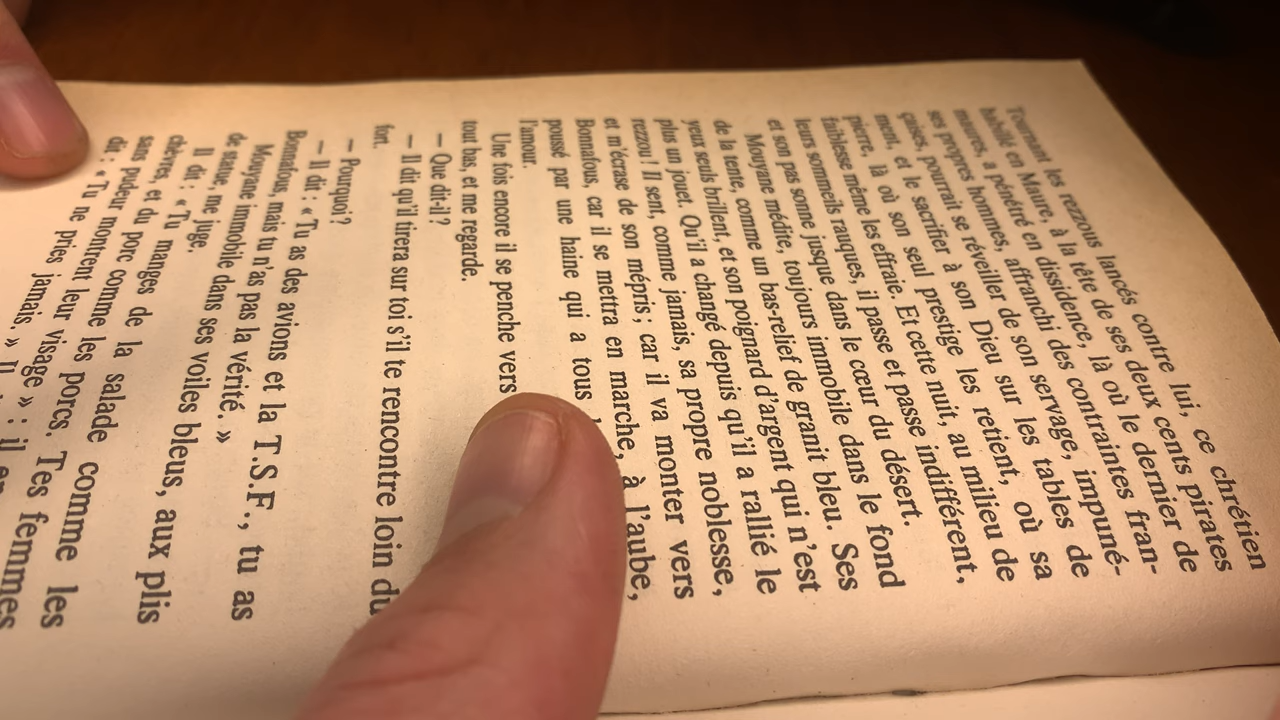 Tournant les rezzous lancés contre lui, ce chrétien
habillé en Maure, à la tête de ses deux cents pirates
maures, a pénétré en dissidence, là où le dernier de
ses propres hommes, affranchi des contraintes fran-
çaises, pourrait se réveiller de son servage, impuné-
ment, et le sacrifier à son Dieu sur les tables de
pierre, là où son seul prestige les retient, où sa
faiblesse même les effraie. Et cette nuit, au milieu de
leurs sommeils rauques, il passe et passe indifférent,
et son pas sonne jusque dans le cœur du désert.
Mouyane médite, toujours immobile dans le fond
de la tente, comme un bas-relief de granit bleu. Ses
yeux seuls brillent, et son poignard d'argent qui n'est
plus un jouet. Qu'il a changé depuis qu'il a rallié le
rezzou ! Il sent, comme jamais, sa propre noblesse,
et m'écrase de son mépris ; car il va monter vers
Bonnafous, car il se mettra en marche, à l'aube,
poussé par une haine qui a tous
l'amour.
Une fois encore il se penche vers
tout bas, et me regarde.
— Que dit-il?
— Il dit qu'il tirera sur toi s'il te rencontre loin du
fort.
— Pourquoi?
— Il dit : « Tu as des avions et la T.S.F., tu as
Bonnafous, mais tu n'as pas la vérité. »
Mouyane immobile dans ses voiles bleus, aux plis
de statue, me juge.
Il dit : « Tu manges de la salade comme les
chèvres, et du porc comme les porcs. Tes femmes
sans pudeur montrent leur visage » : il en
dit : « Tu ne pries jamais. » Il